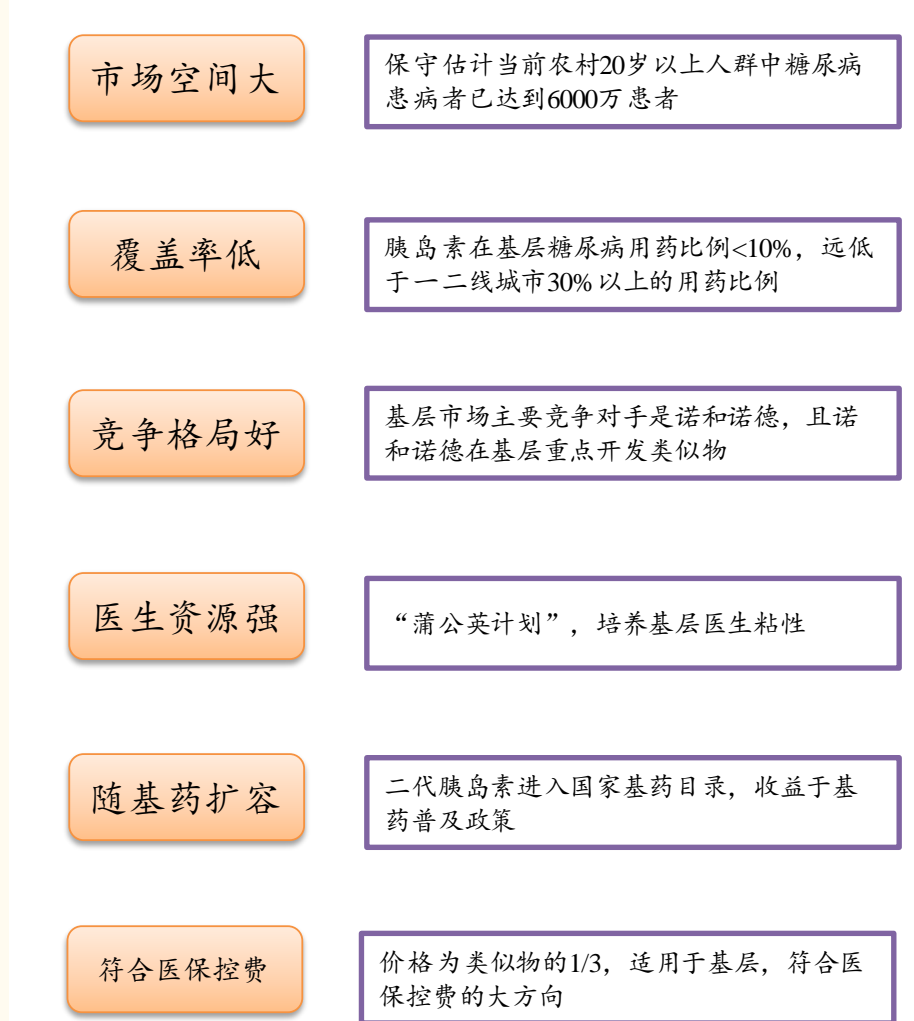 市场空间大
保守估计当前农村20岁以上人群中糖尿病
患病者已达到6000万患者
覆盖率低
胰岛素在基层糖尿病用药比例<10%，远低
于一二线城市30%以上的用药比例
竞争格局好
基层市场主要竞争对手是诺和诺德，且诺
和诺德在基层重点开发类似物
医生资源强
“蒲公英计划”，培养基层医生粘性
随基药扩容
二代胰岛素进入国家基药目录，收益于基
药普及政策
符合医保控费
价格为类似物的1/3，适用于基层，符合医
保控费的大方向